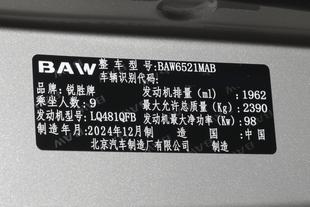 BAW 整车型号:BAW6521MAB
车辆识别代码:
品牌:锐胜牌 发动机排量(ml) :1962
乘坐人数:9 最大允许总质量(Kg):2390
发动机型号:LQ481QFB 发动机最大净功率(Kw):98
制造年月:2024年12月 制造国:中国
北京汽车制造厂有限公司 制造